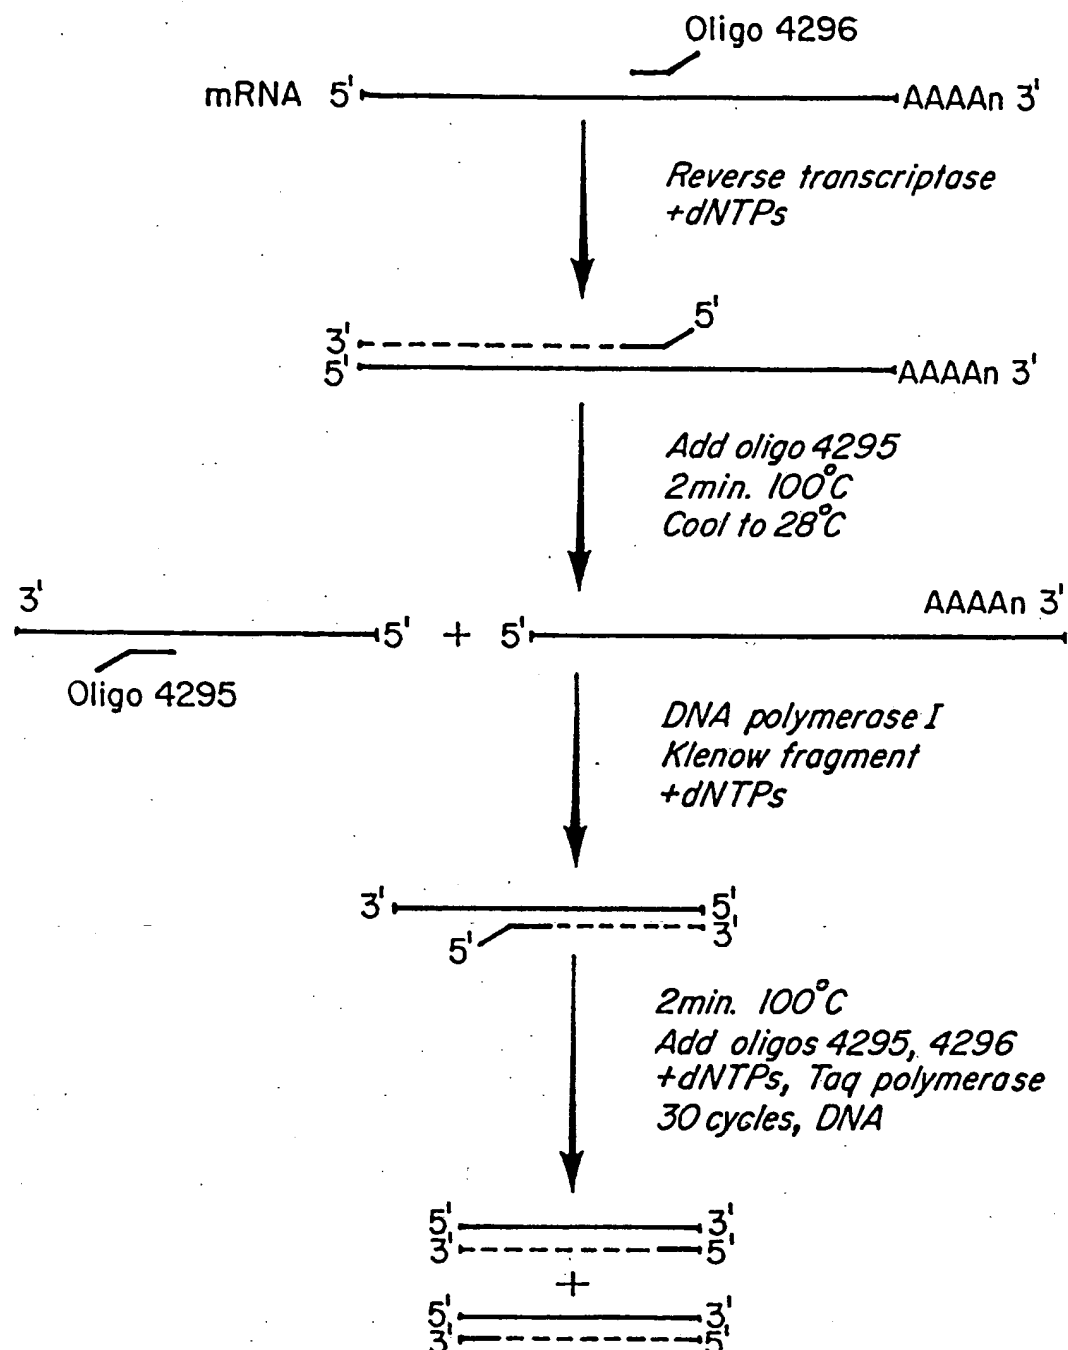 Oligo 4296
mRNA 5' AAAAn 3'
Reverse transcriptase
+dNTPs
5'
3'
5' AAAAn 3'
Add oligo 4295
2min. 100°C
Cool to 28°C
3' AAAAn 3'
5' + 5'
Oligo 4295
DNA polymerase I
Klenow fragment
+dNTPs
3' 5'
5' 3'
2min. 100°C
Add oligos 4295, 4296
+dNTPs, Taq polymerase
30 cycles, DNA
5' 3'
3' 5'
+
5' 3'
3' 5'